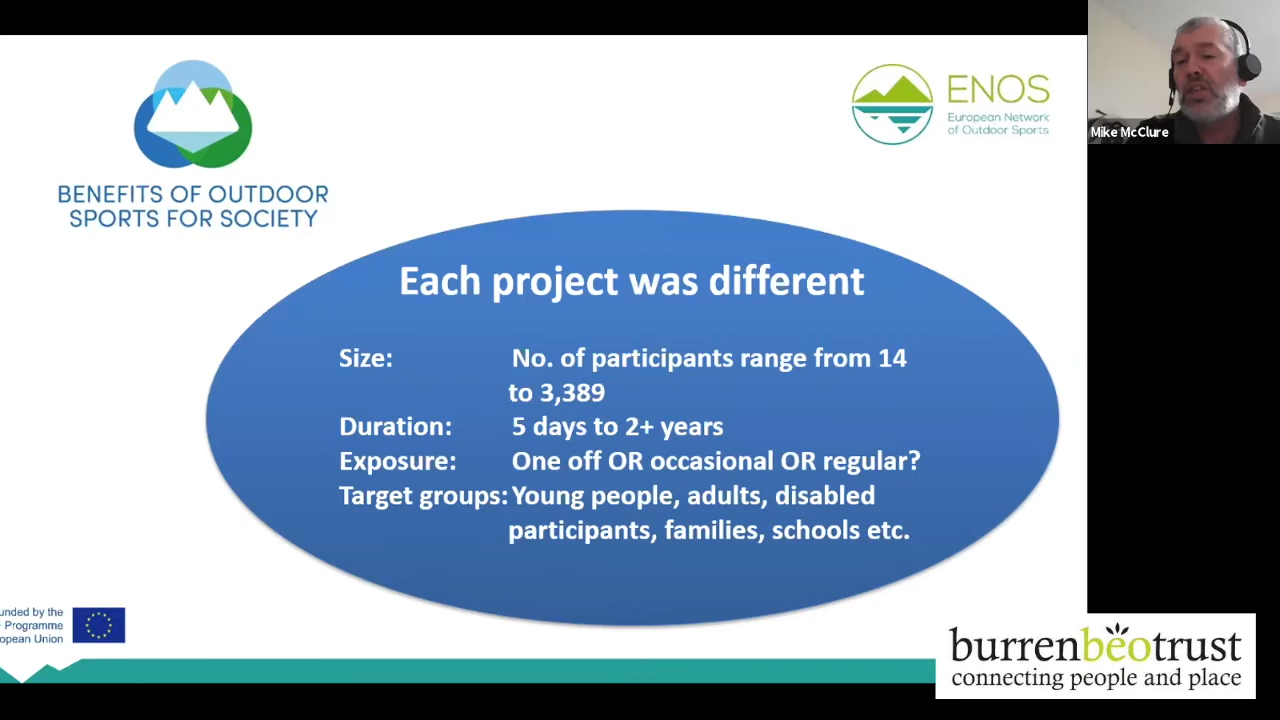 BENEFITS OF OUTDOOR
SPORTS FOR SOCIETY
ENOS
European Network
of Outdoor Sports
Mike McClure
Each project was different
Size: No. of participants range from 14
to 3,389
Duration: 5 days to 2+ years
Exposure: One off OR occasional OR regular?
Target groups: Young people, adults, disabled
participants, families, schools etc.
by the
Programme
Union
burrenbeotrust
connecting people and place